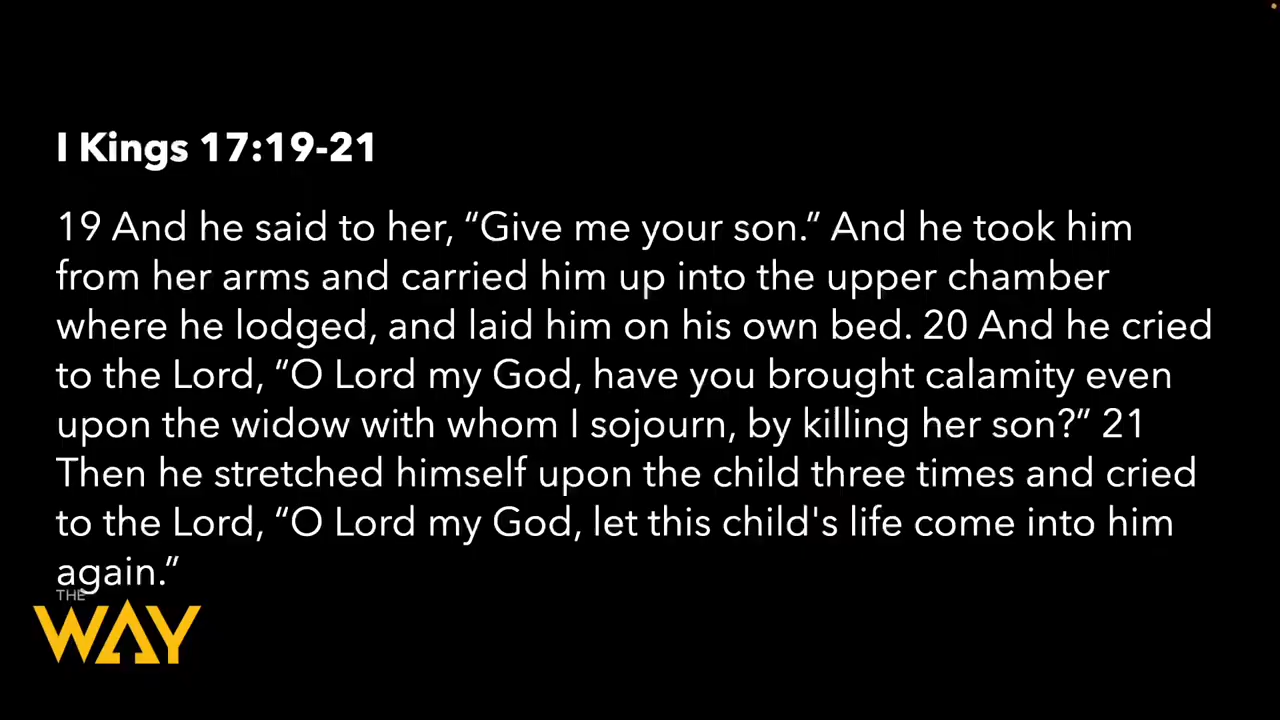 I Kings 17:19-21
19 And he said to her, “Give me your son.” And he took him
from her arms and carried him up into the upper chamber
where he lodged, and laid him on his own bed. 20 And he cried
to the Lord, “O Lord my God, have you brought calamity even
upon the widow with whom I sojourn, by killing her son?” 21
Then he stretched himself upon the child three times and cried
to the Lord, “O Lord my God, let this child's life come into him
again.”
THE
WAY